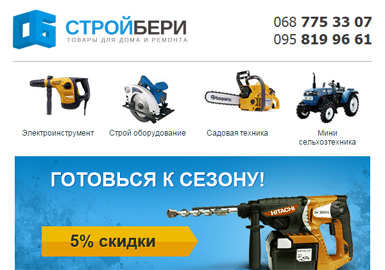 СТРОЙБЕРИ
ТОВАРЫ ДЛЯ ДОМА И РЕМОНТА
068 775 33 07
095 819 96 61
Электроинструмент
Строй оборудование
Садовая техника
Мини
сельхозтехника
ГОТОВЬСЯ К СЕЗОНУ!
5% скидки
HITACHI